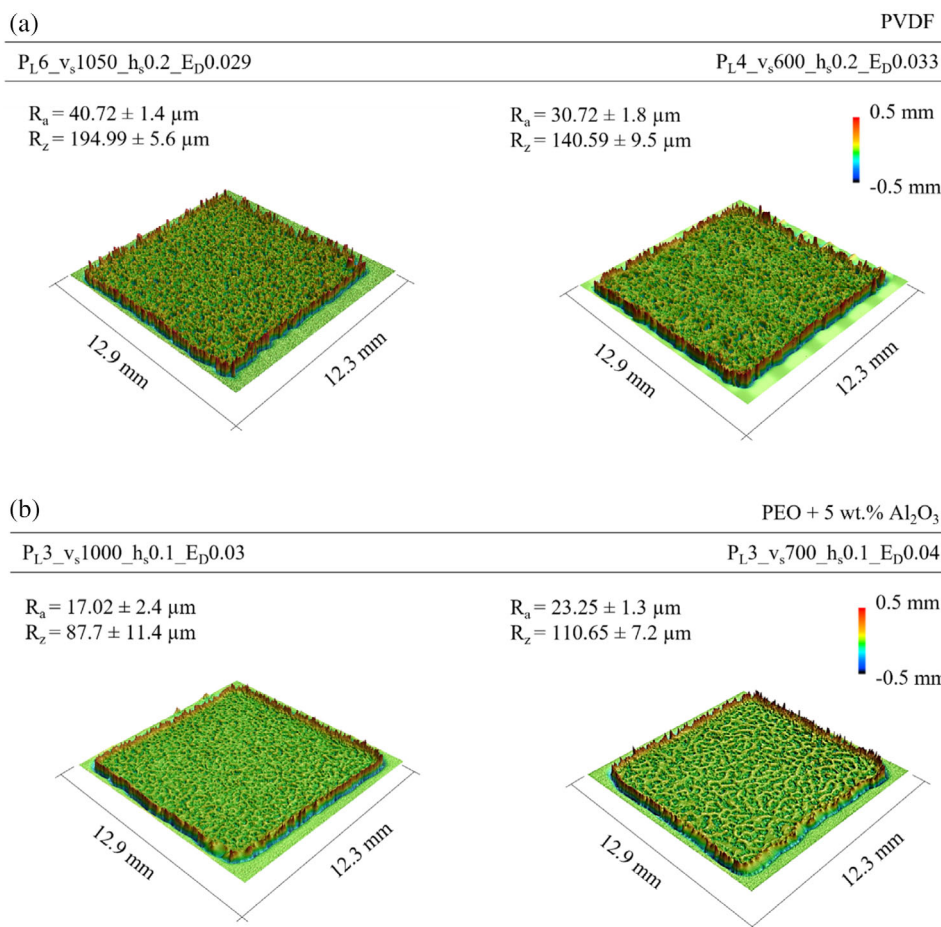 (a)
PVDF
P_L6_v_s1050_h_s0.2_E_D0.029
P_L4_v_s600_h_s0.2_E_D0.033
R_a = 40.72 ± 1.4 µm
R_z = 194.99 ± 5.6 µm
R_a = 30.72 ± 1.8 µm
R_z = 140.59 ± 9.5 µm
0.5 mm
-0.5 mm
12.9 mm
12.3 mm
12.9 mm
12.3 mm
(b)
PEO + 5 wt.% Al₂O₃
P_L3_v_s1000_h_s0.1_E_D0.03
P_L3_v_s700_h_s0.1_E_D0.04
R_a = 17.02 ± 2.4 µm
R_z = 87.7 ± 11.4 µm
R_a = 23.25 ± 1.3 µm
R_z = 110.65 ± 7.2 µm
0.5 mm
-0.5 mm
12.9 mm
12.3 mm
12.9 mm
12.3 mm